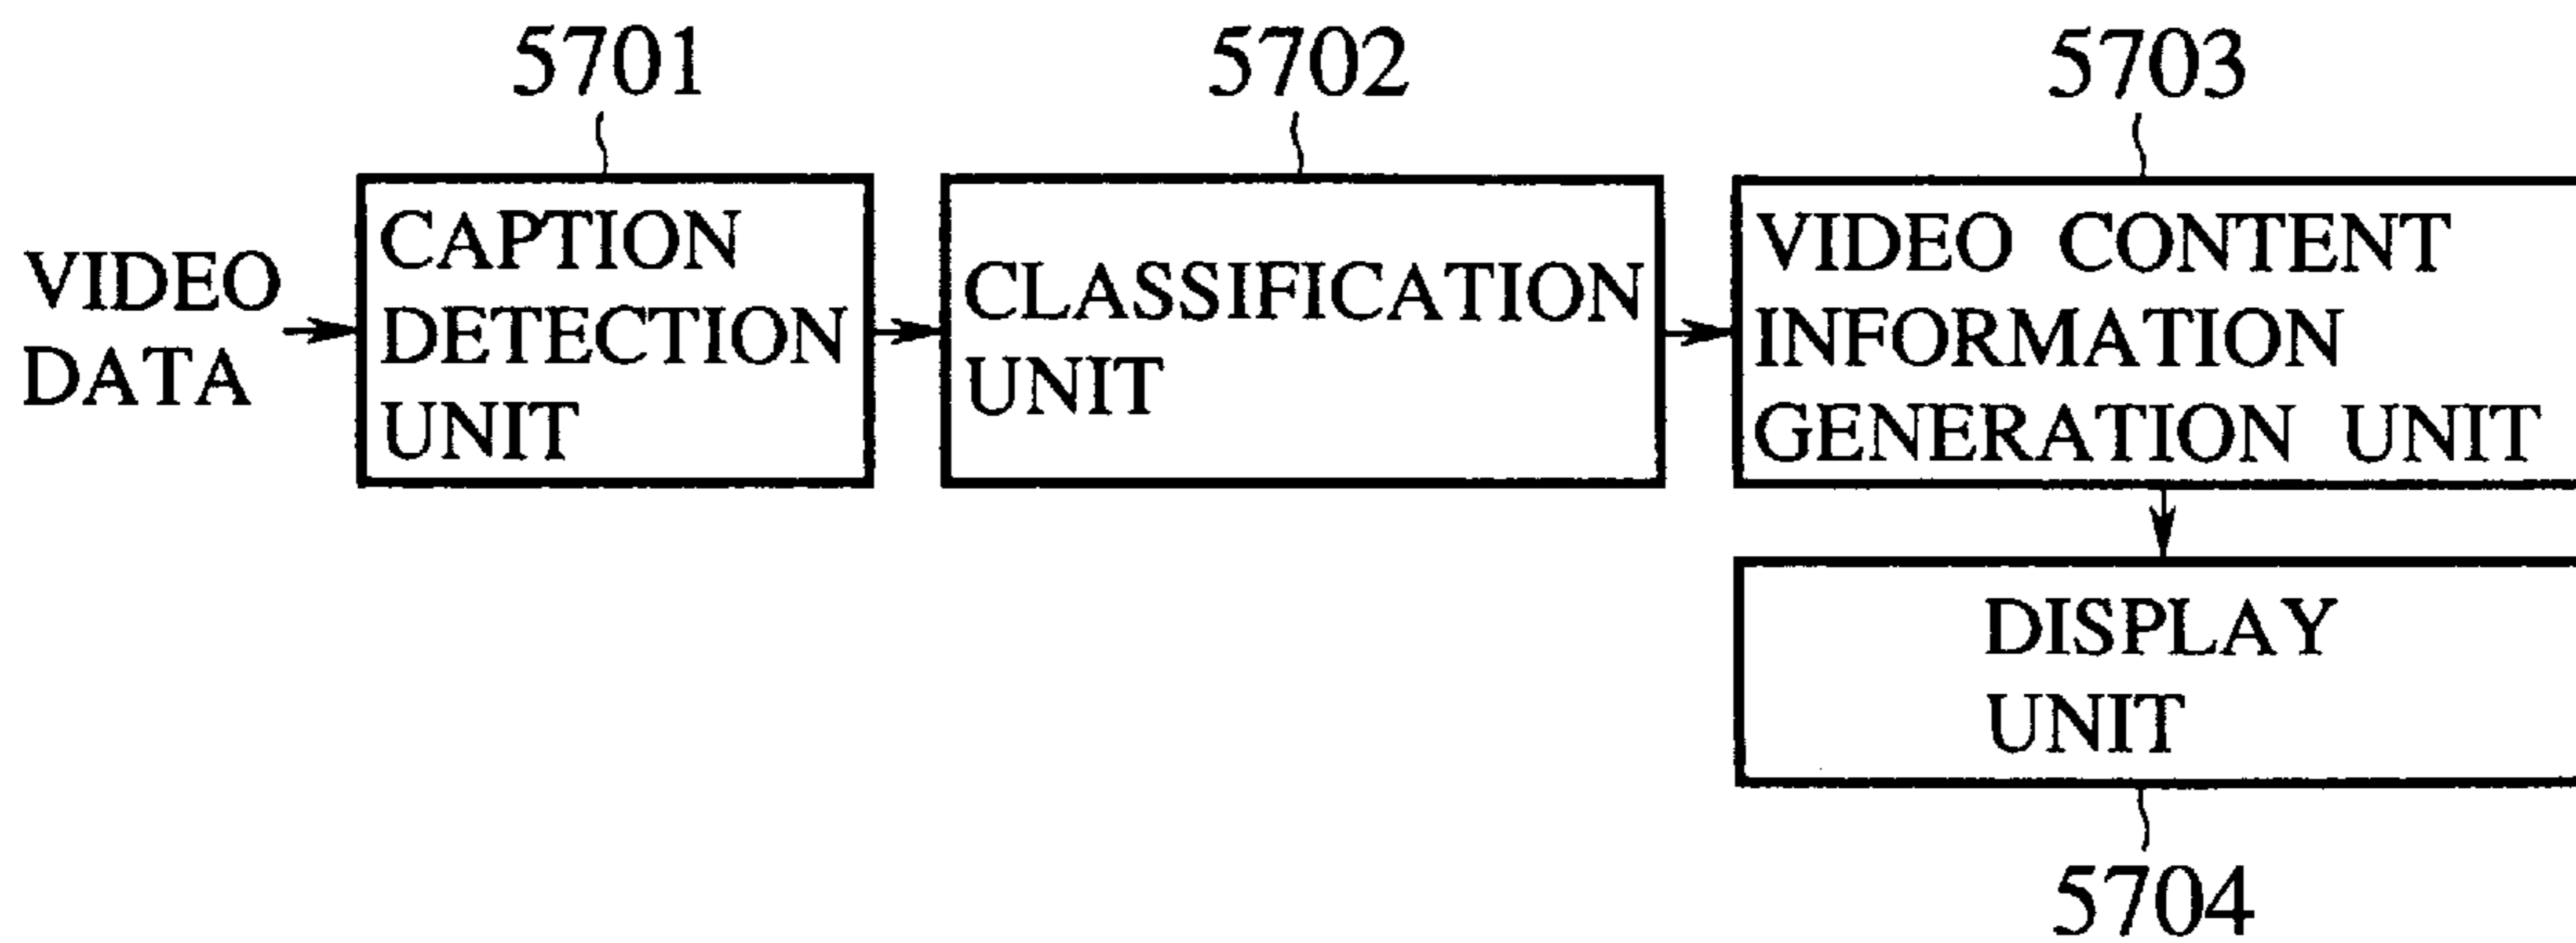 5701
5702
5703
VIDEO
DATA
CAPTION
DETECTION
UNIT
CLASSIFICATION
UNIT
VIDEO CONTENT
INFORMATION
GENERATION UNIT
DISPLAY
UNIT
5704